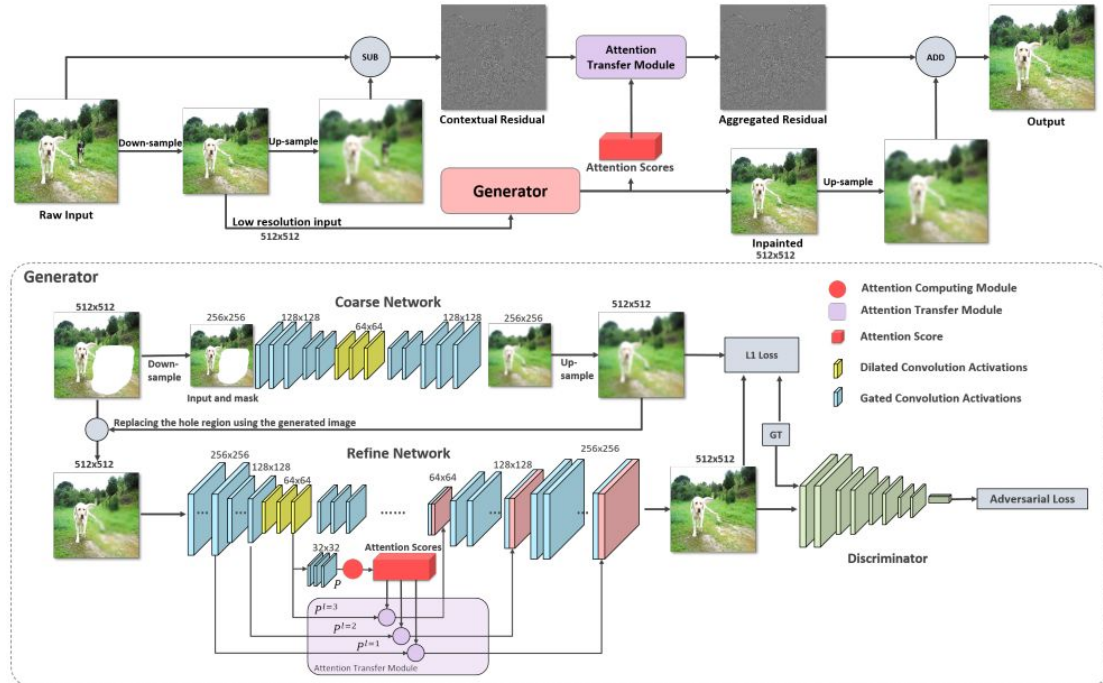 SUB
Attention
Transfer Module
ADD
Contextual Residual
Aggregated Residual
Output
Down-sample
Up-sample
Attention Scores
Raw Input
Generator
Up-sample
Low resolution input
512x512
Inpainted
512x512
Generator
512x512
Coarse Network
256x256
128x128
64x64
128x128
256x256
512x512
Down-
sample
Input and mask
Up-
sample
L1 Loss
Attention Computing Module
Attention Transfer Module
Attention Score
Dilated Convolution Activations
Gated Convolution Activations
Replacing the hole region using the generated image
GT
512x512
Refine Network
256x256
128x128
64x64
...
...
......
64x64
128x128
256x256
...
512x512
Adversarial Loss
Discriminator
32x32
P
Attention Scores
P^{l=3}
P^{l=2}
P^{l=1}
Attention Transfer Module